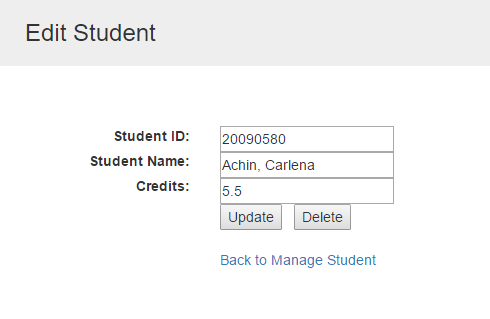 Edit Student
Student ID: 20090580
Student Name: Achin, Carlena
Credits: 5.5
Update Delete
Back to Manage Student